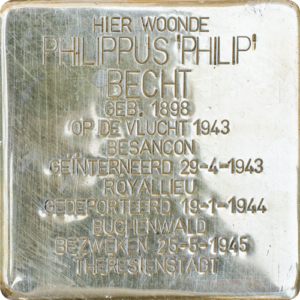 HIER WOONDE
PHILIPPUS 'PHILIP'
BECHT
GEB. 1898
OP DE VLUCHT 1943
BESANCON
GEÏNTERNEERD 29-4-1943
ROYALLIEU
GEDEPORTEERD 19-1-1944
BUCHENWALD
BEZWEKEN 25-5-1945
THERESIENSTADT